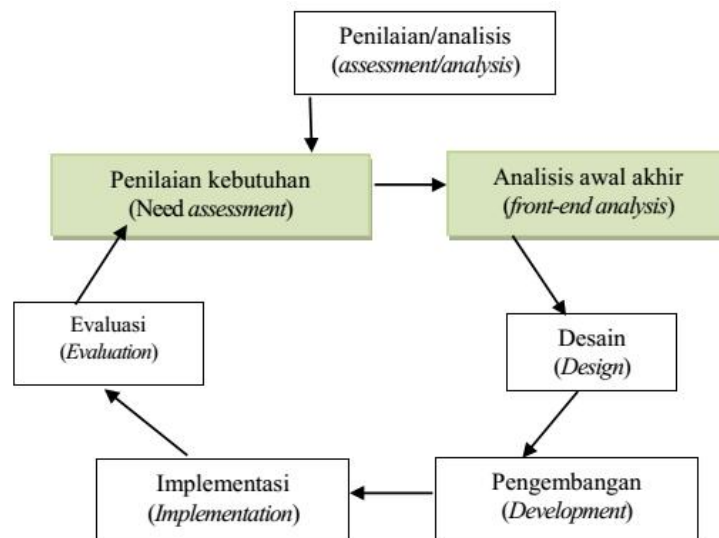 Penilaian/analisis
(assessment/analysis)
Penilaian kebutuhan
(Need assessment)
Analisis awal akhir
(front-end analysis)
Evaluasi
(Evaluation)
Desain
(Design)
Implementasi
(Implementation)
Pengembangan
(Development)